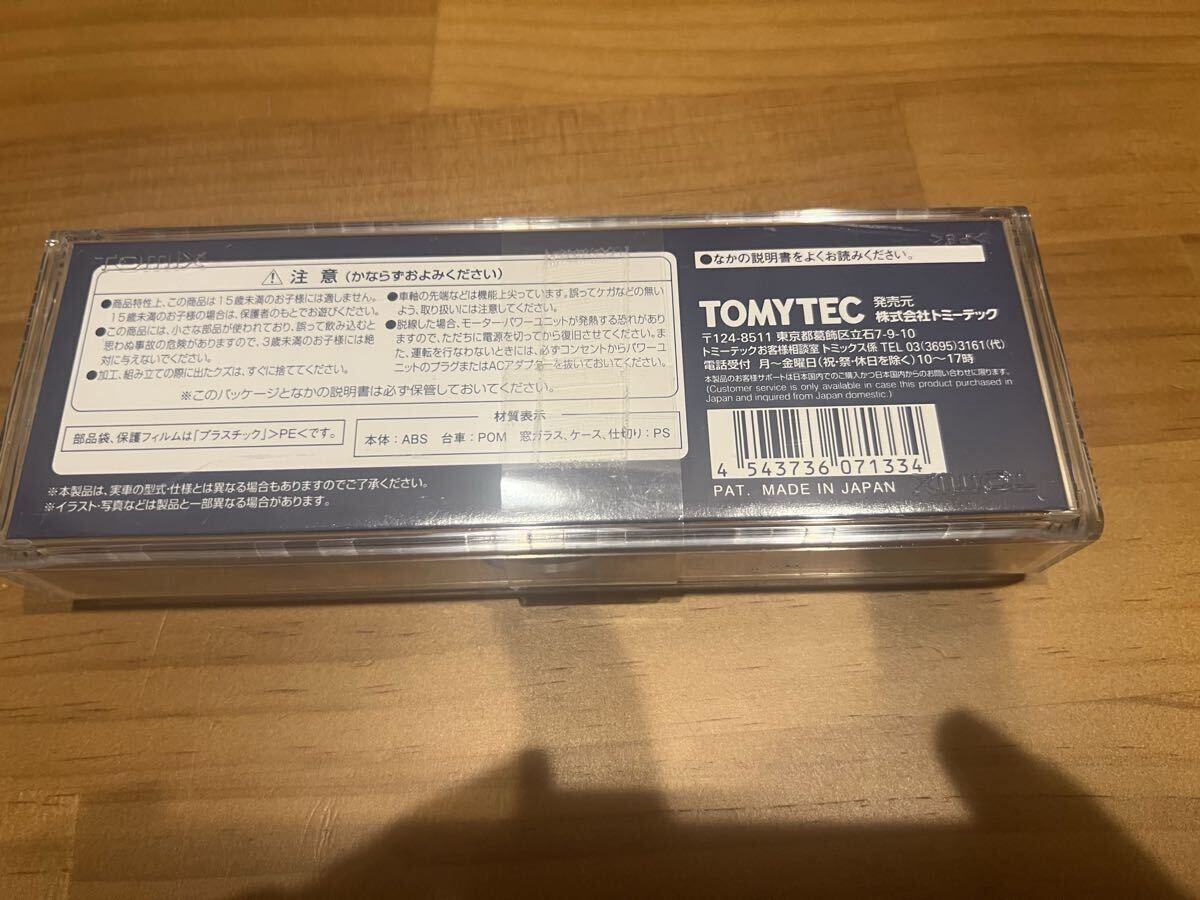 TOMIX
⚠ 注意(かならずおよみください)
●商品特性上、この商品は15歳未満のお子様には適しません。
15歳未満のお子様の場合は、保護者のもとでお遊びください。
●この商品には、小さな部品が使われており、誤って飲み込むと
思わぬ事故の危険がありますので、3歳未満のお子様には絶
対に与えないでください。
●加工、組み立ての際に出たクズは、すぐに捨ててください。
●車軸の先端などは機能上尖っています。誤ってケガなどの無い
よう、取り扱いには注意してください。
●脱線した場合、モーター・パワーユニットが発熱する恐れがあり
ますので、ただちに電源を切ってから復旧させてください。ま
た、運転を行なわないときには、必ずコンセントからパワーユ
ニットのプラグまたはACアダプターを抜いておいてください。
※このパッケージとなかの説明書は必ず保管しておいてください。
部品袋、保護フィルムは「プラスチック」>PE<です。
材質表示
本体:ABS 台車:POM 窓ガラス、ケース、仕切り:PS
※本製品は、実車の型式・仕様とは異なる場合もありますのでご了承ください。
※イラスト・写真などは製品と一部異なる場合があります。
>PS<
●なかの説明書をよくお読みください。
TOMYTEC 発売元
株式会社トミーテック
〒124-8511 東京都葛飾区立石7-9-10
トミーテックお客様相談室 トミックス係 TEL 03(3695)3161(代)
電話受付 月〜金曜日(祝・祭・休日を除く)10〜17時
本製品のお客様サポートは日本国内でのご購入かつ日本国内からのお問い合わせに限ります。
(Customer service is only available in case this product purchased in
Japan and inquired from Japan domestic.)
4 543736 071334
PAT. MADE IN JAPAN
TOMIX